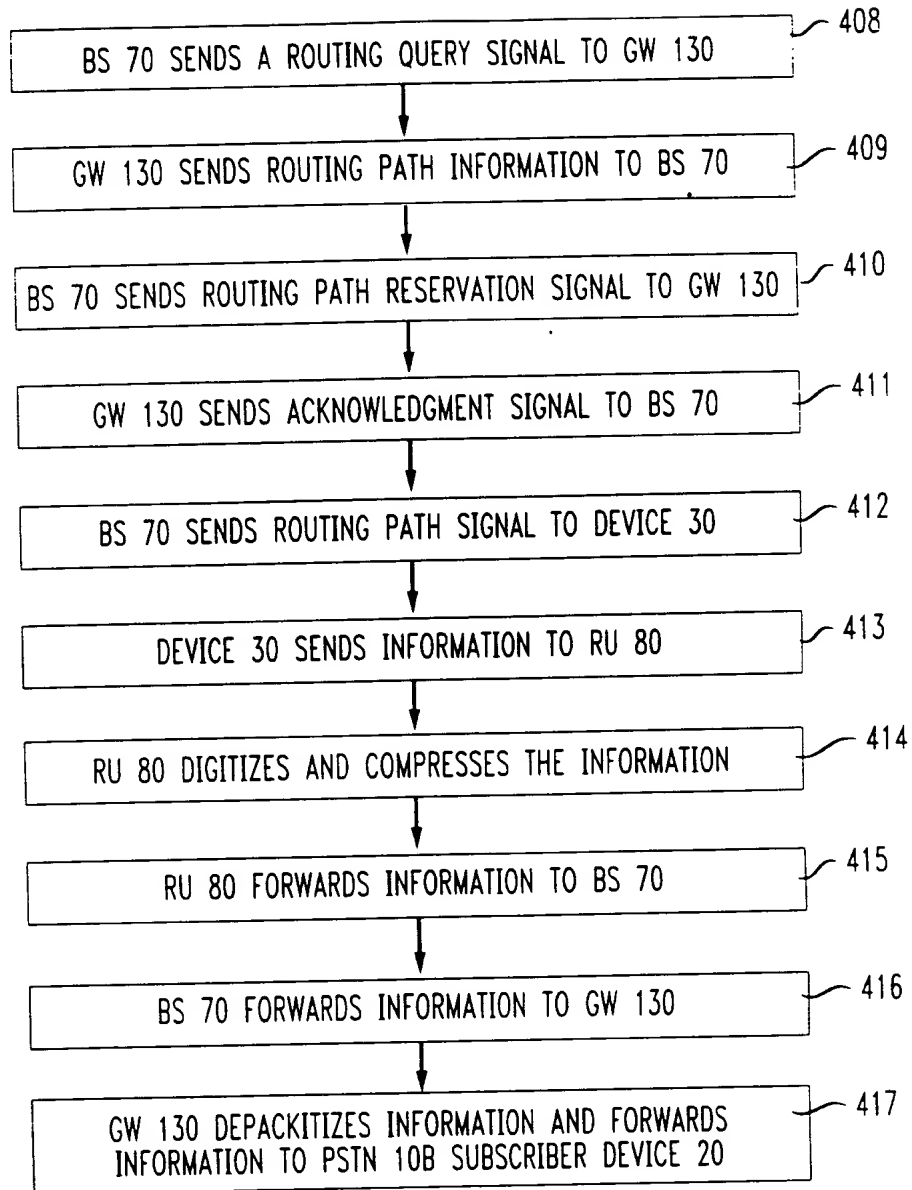 BS 70 SENDS A ROUTING QUERY SIGNAL TO GW 130
408
GW 130 SENDS ROUTING PATH INFORMATION TO BS 70
409
BS 70 SENDS ROUTING PATH RESERVATION SIGNAL TO GW 130
410
GW 130 SENDS ACKNOWLEDGMENT SIGNAL TO BS 70
411
BS 70 SENDS ROUTING PATH SIGNAL TO DEVICE 30
412
DEVICE 30 SENDS INFORMATION TO RU 80
413
RU 80 DIGITIZES AND COMPRESSES THE INFORMATION
414
RU 80 FORWARDS INFORMATION TO BS 70
415
BS 70 FORWARDS INFORMATION TO GW 130
416
GW 130 DEPACKITIZES INFORMATION AND FORWARDS
INFORMATION TO PSTN 10B SUBSCRIBER DEVICE 20
417